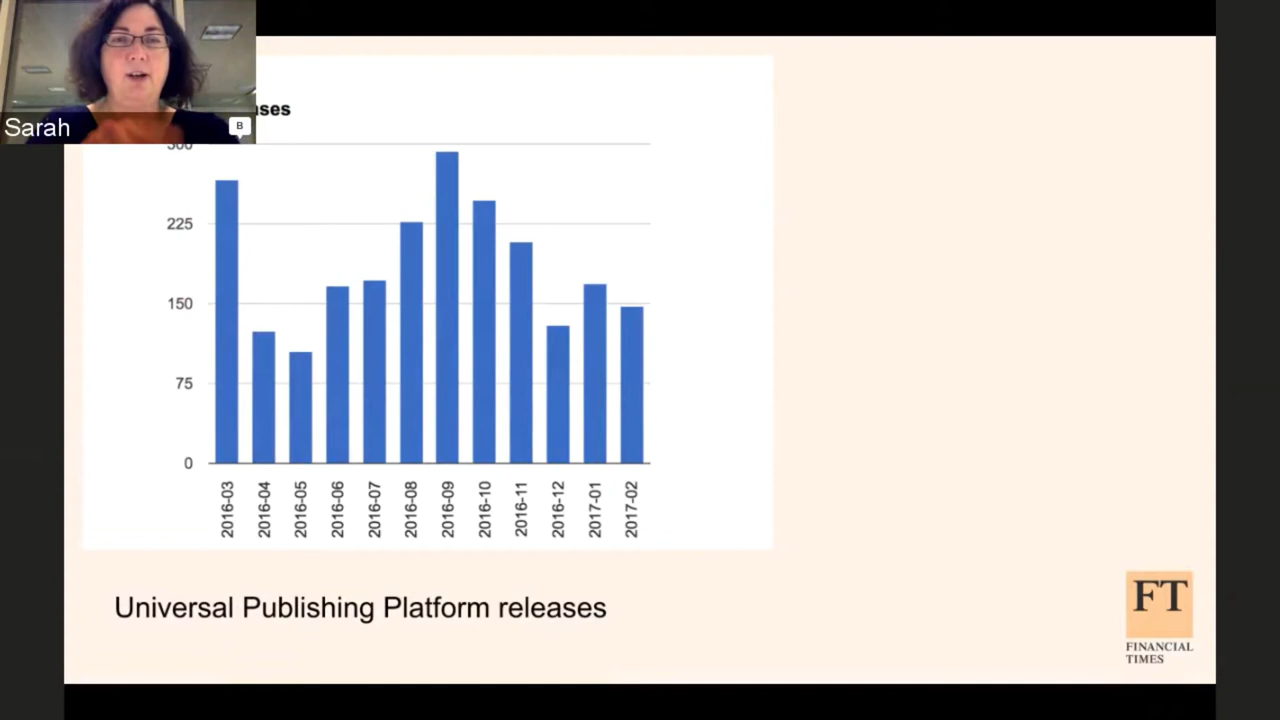 Sarah
B
ases
300
225
150
75
0
2016-03
2016-04
2016-05
2016-06
2016-07
2016-08
2016-09
2016-10
2016-11
2016-12
2017-01
2017-02
Universal Publishing Platform releases
FT
FINANCIAL
TIMES